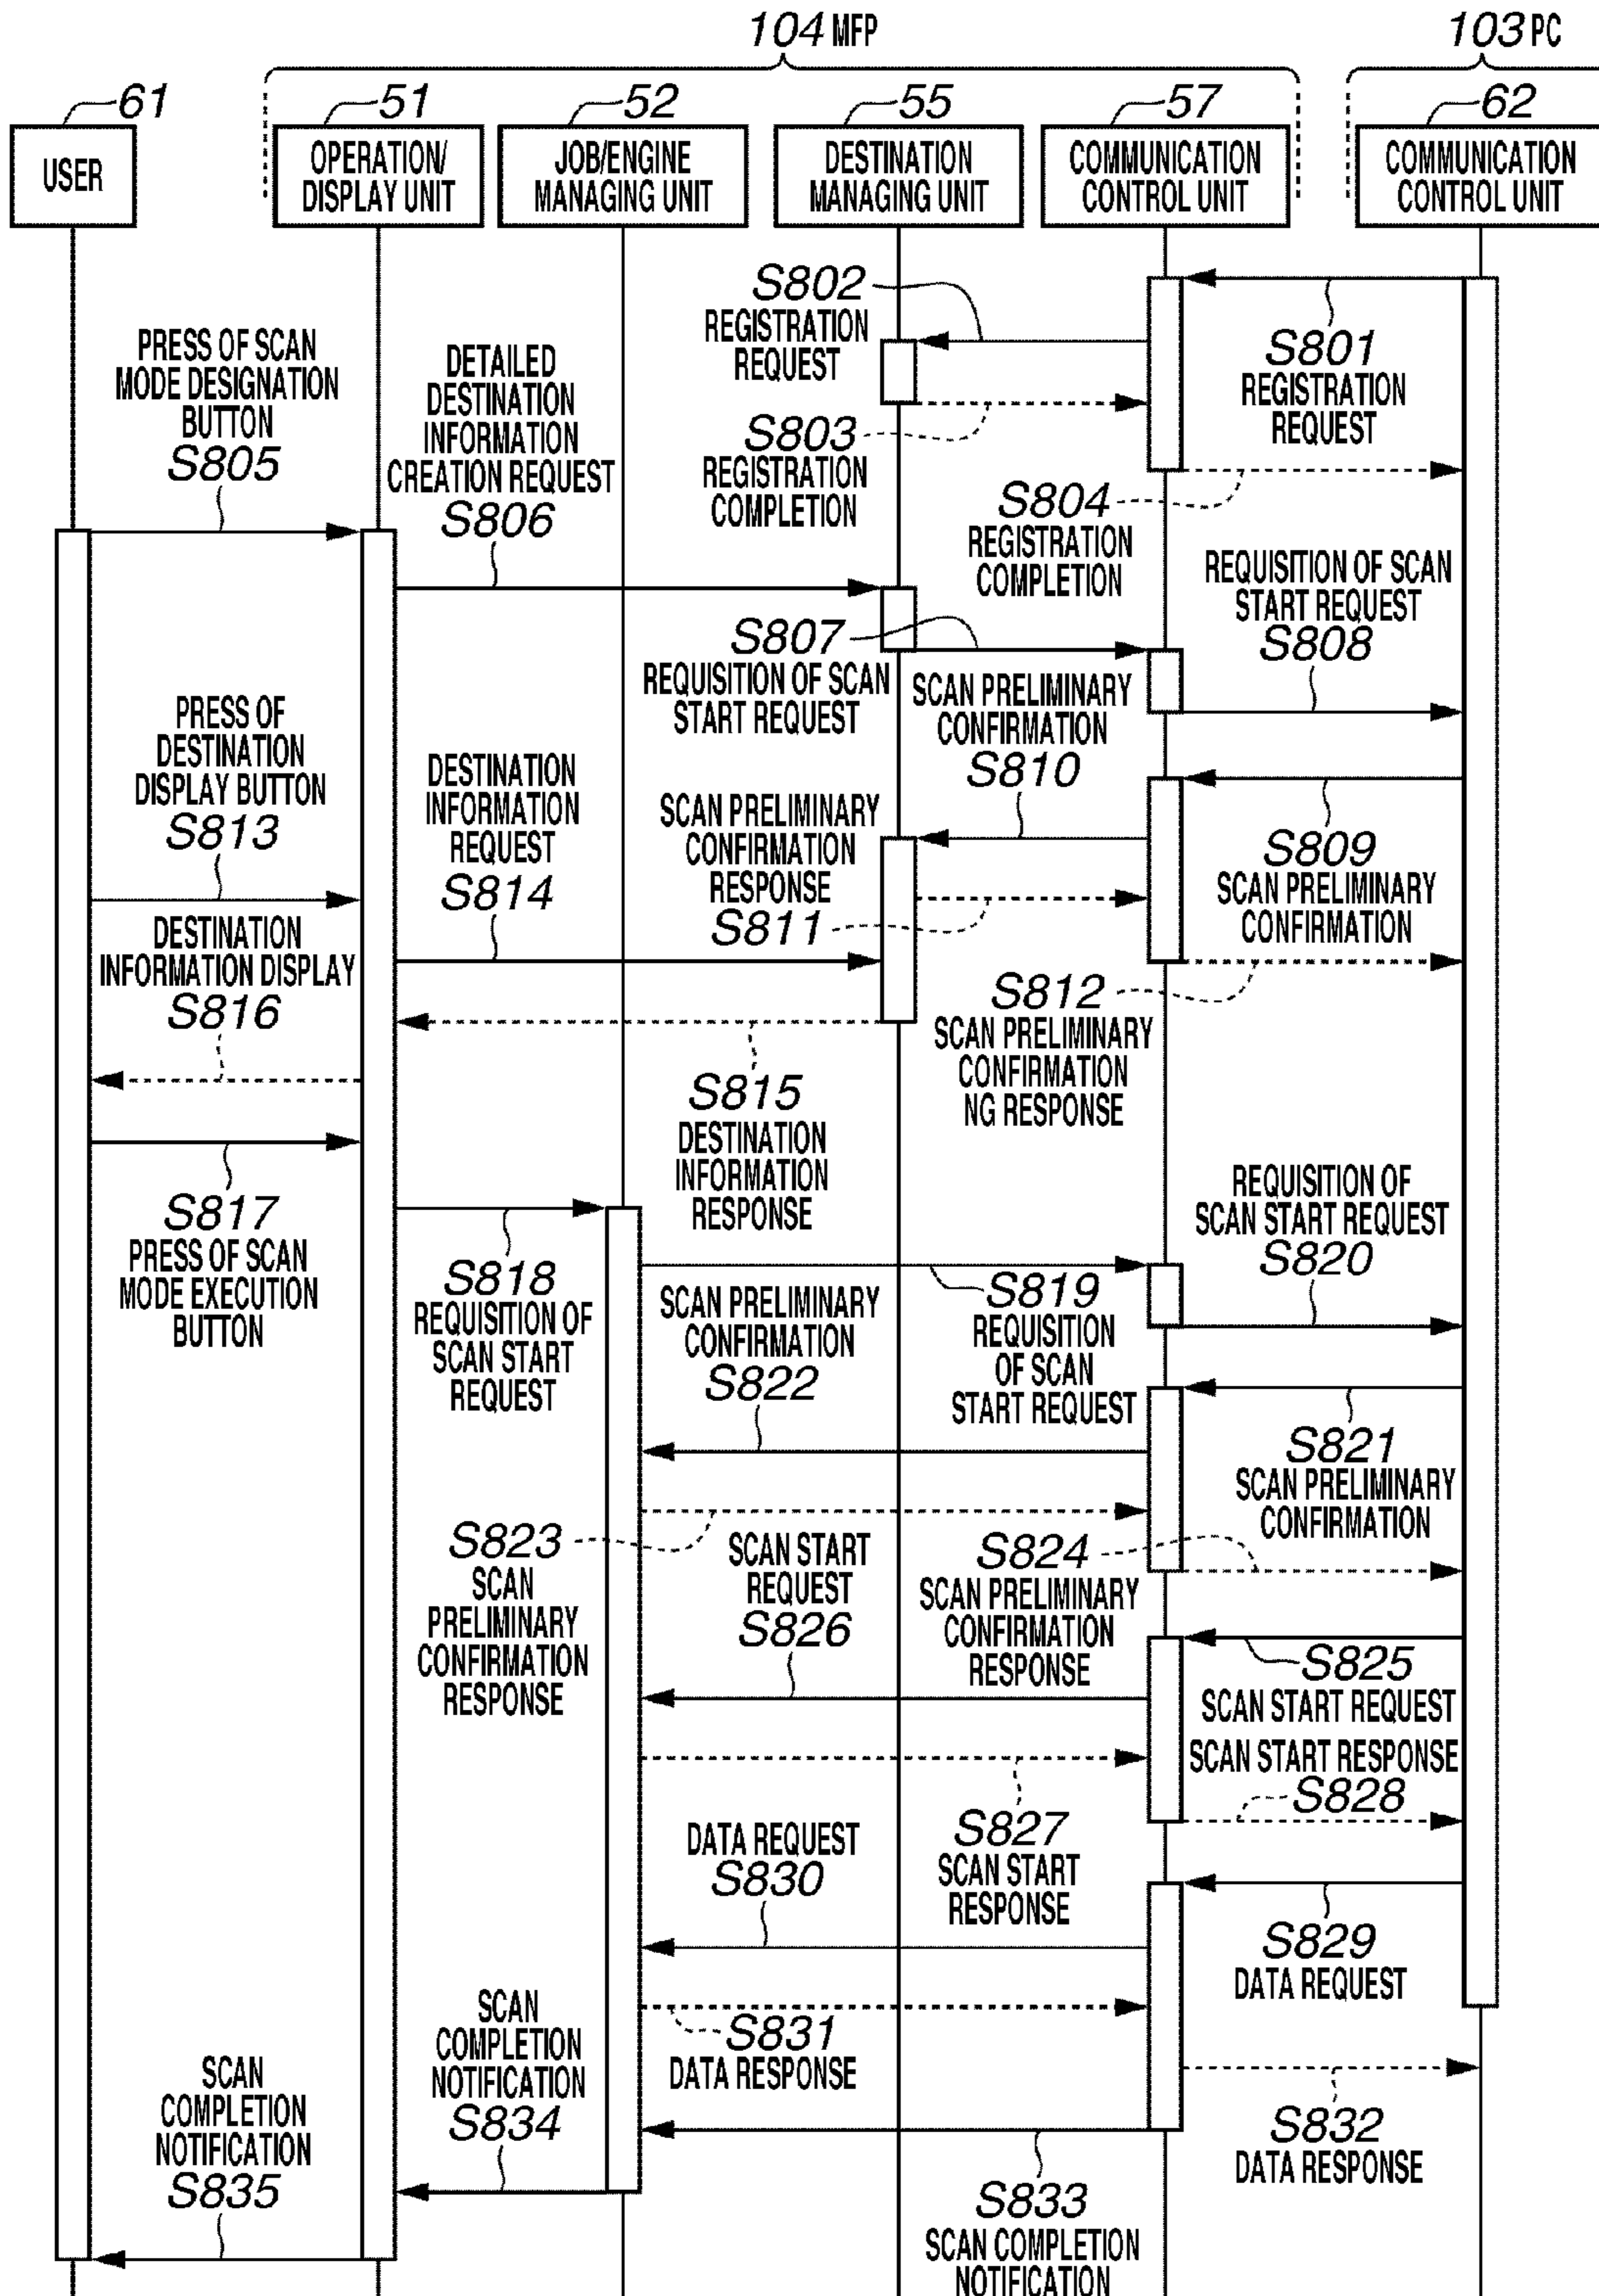 104 MFP
103 PC
61
51
52
55
57
62
USER
OPERATION/
DISPLAY UNIT
JOB/ENGINE
MANAGING UNIT
DESTINATION
MANAGING UNIT
COMMUNICATION
CONTROL UNIT
COMMUNICATION
CONTROL UNIT
S801
REGISTRATION
REQUEST
S802
REGISTRATION
REQUEST
S803
REGISTRATION
COMPLETION
S804
REGISTRATION
COMPLETION
PRESS OF SCAN
MODE DESIGNATION
BUTTON
S805
DETAILED
DESTINATION
INFORMATION
CREATION REQUEST
S806
S807
REQUISITION OF SCAN
START REQUEST
REQUISITION OF SCAN
START REQUEST
S808
S809
SCAN PRELIMINARY
CONFIRMATION
SCAN PRELIMINARY
CONFIRMATION
S810
SCAN PRELIMINARY
CONFIRMATION
RESPONSE
S811
S812
SCAN PRELIMINARY
CONFIRMATION
NG RESPONSE
PRESS OF
DESTINATION
DISPLAY BUTTON
S813
DESTINATION
INFORMATION
REQUEST
S814
S815
DESTINATION
INFORMATION
RESPONSE
DESTINATION
INFORMATION DISPLAY
S816
S817
PRESS OF SCAN
MODE EXECUTION
BUTTON
S818
REQUISITION OF
SCAN START
REQUEST
S819
REQUISITION
OF SCAN
START REQUEST
REQUISITION OF
SCAN START REQUEST
S820
S821
SCAN PRELIMINARY
CONFIRMATION
SCAN PRELIMINARY
CONFIRMATION
S822
S823
SCAN
PRELIMINARY
CONFIRMATION
RESPONSE
S824
SCAN PRELIMINARY
CONFIRMATION
RESPONSE
S825
SCAN START REQUEST
SCAN START
REQUEST
S826
S827
SCAN START
RESPONSE
SCAN START RESPONSE
S828
S829
DATA REQUEST
DATA REQUEST
S830
S831
DATA RESPONSE
S832
DATA RESPONSE
S833
SCAN COMPLETION
NOTIFICATION
SCAN
COMPLETION
NOTIFICATION
S834
SCAN
COMPLETION
NOTIFICATION
S835